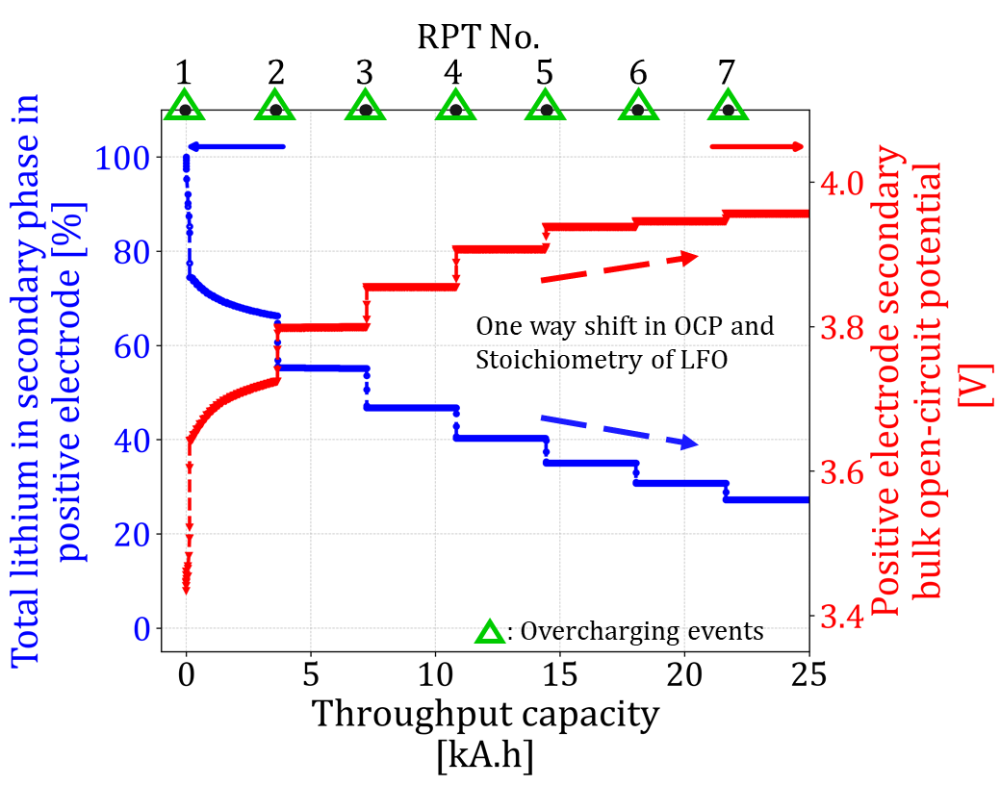 RPT No.
1 2 3 4 5 6 7
Total lithium in secondary phase in
positive electrode [%]
100
80
60
40
20
0
4.0
3.8
3.6
3.4
Positive electrode secondary
bulk open-circuit potential
[V]
One way shift in OCP and
Stoichiometry of LFO
: Overcharging events
0 5 10 15 20 25
Throughput capacity
[kA.h]